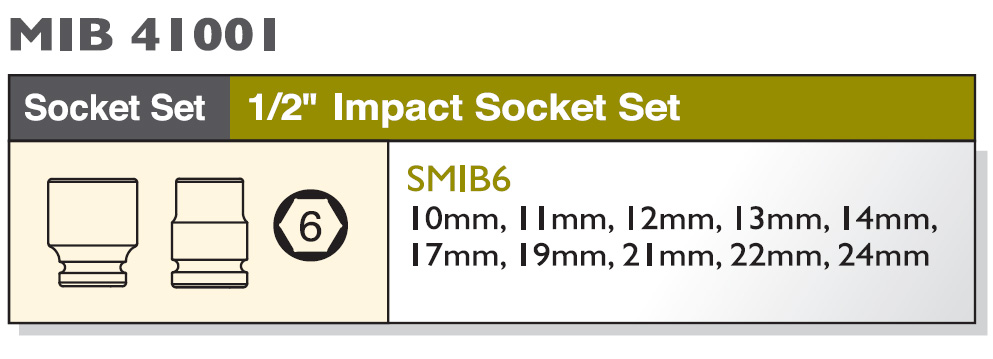 MIB 41001
Socket Set
1/2" Impact Socket Set
6
SMIB6
10mm, 11mm, 12mm, 13mm, 14mm,
17mm, 19mm, 21mm, 22mm, 24mm